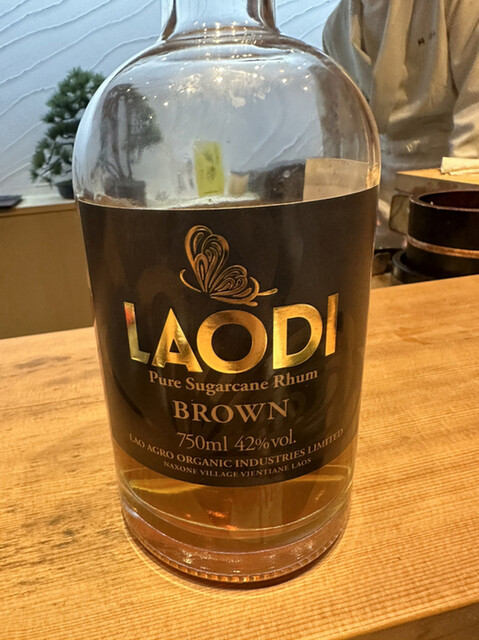 LAODI
Pure Sugarcane Rhum
BROWN
750ml 42%vol.
LAO AGRO ORGANIC INDUSTRIES LIMITED
NAXONE VILLAGE VIENTIANE LAOS